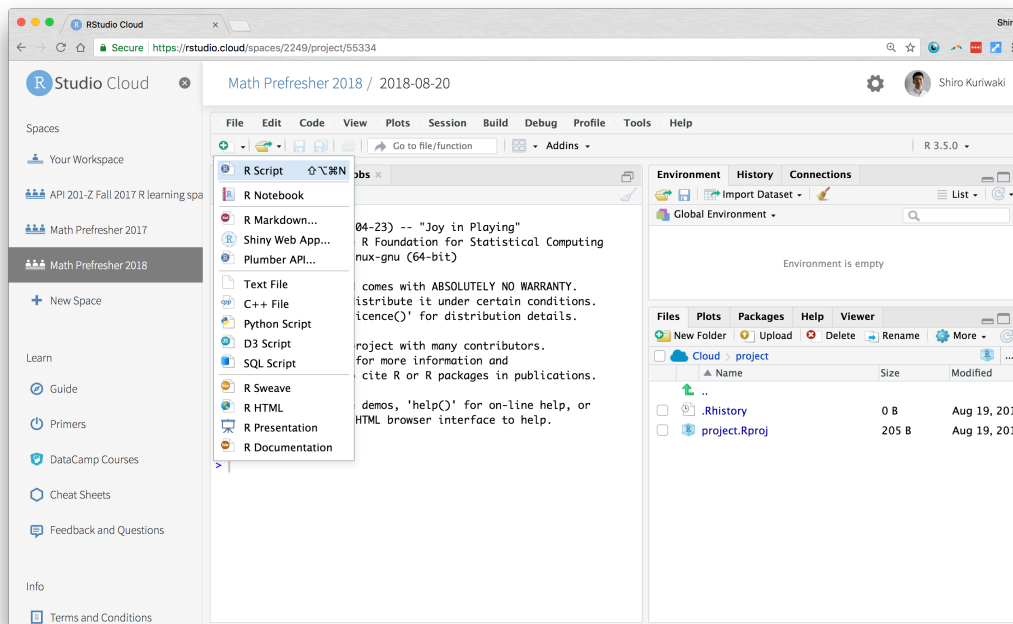 RStudio Cloud
Secure https://rstudio.cloud/spaces/2249/project/55334
R Studio Cloud
Math Prefresher 2018 / 2018-08-20
Shiro Kuriwaki
Spaces
Your Workspace
API 201-Z Fall 2017 R learning spa
Math Prefresher 2017
Math Prefresher 2018
New Space
Learn
Guide
Primers
DataCamp Courses
Cheat Sheets
Feedback and Questions
Info
Terms and Conditions
File Edit Code View Plots Session Build Debug Profile Tools Help
Go to file/function Addins R 3.5.0
R Script ⇧⌥⌘N
R Notebook
R Markdown...
Shiny Web App...
Plumber API...
Text File
C++ File
Python Script
D3 Script
SQL Script
R Sweave
R HTML
R Presentation
R Documentation
obs
04-23) -- "Joy in Playing"
R Foundation for Statistical Computing
nux-gnu (64-bit)
comes with ABSOLUTELY NO WARRANTY.
istribute it under certain conditions.
icence()' for distribution details.
roject with many contributors.
for more information and
cite R or R packages in publications.
demos, 'help()' for on-line help, or
HTML browser interface to help.
>
Environment History Connections
Import Dataset List
Global Environment
Environment is empty
Files Plots Packages Help Viewer
New Folder Upload Delete Rename More
Cloud project ...
Name Size Modified
..
.Rhistory 0 B Aug 19, 201
project.Rproj 205 B Aug 19, 201